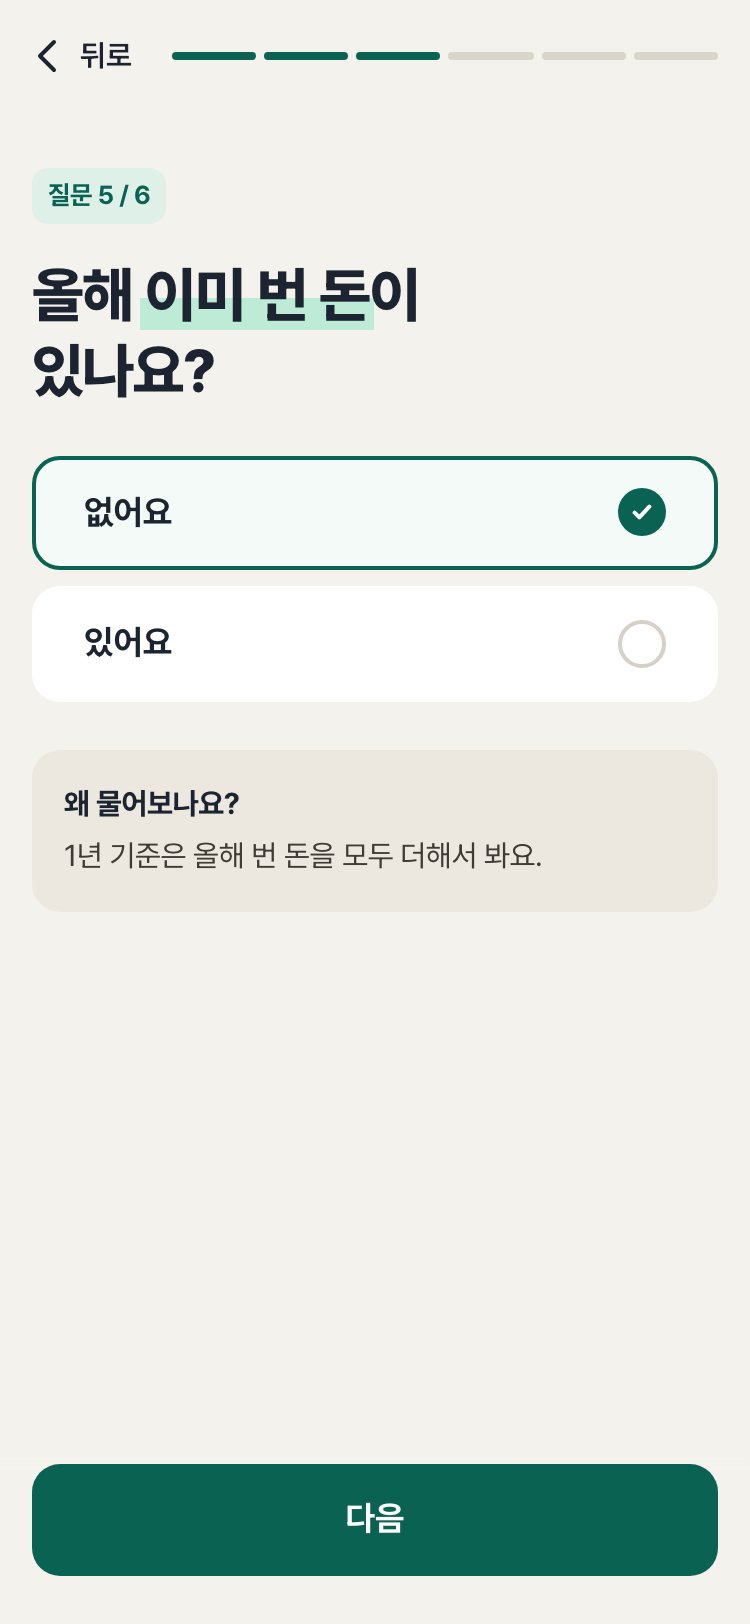 뒤로
질문 5 / 6
올해 이미 번 돈이
있나요?
없어요
있어요
왜 물어보나요?
1년 기준은 올해 번 돈을 모두 더해서 봐요.
다음